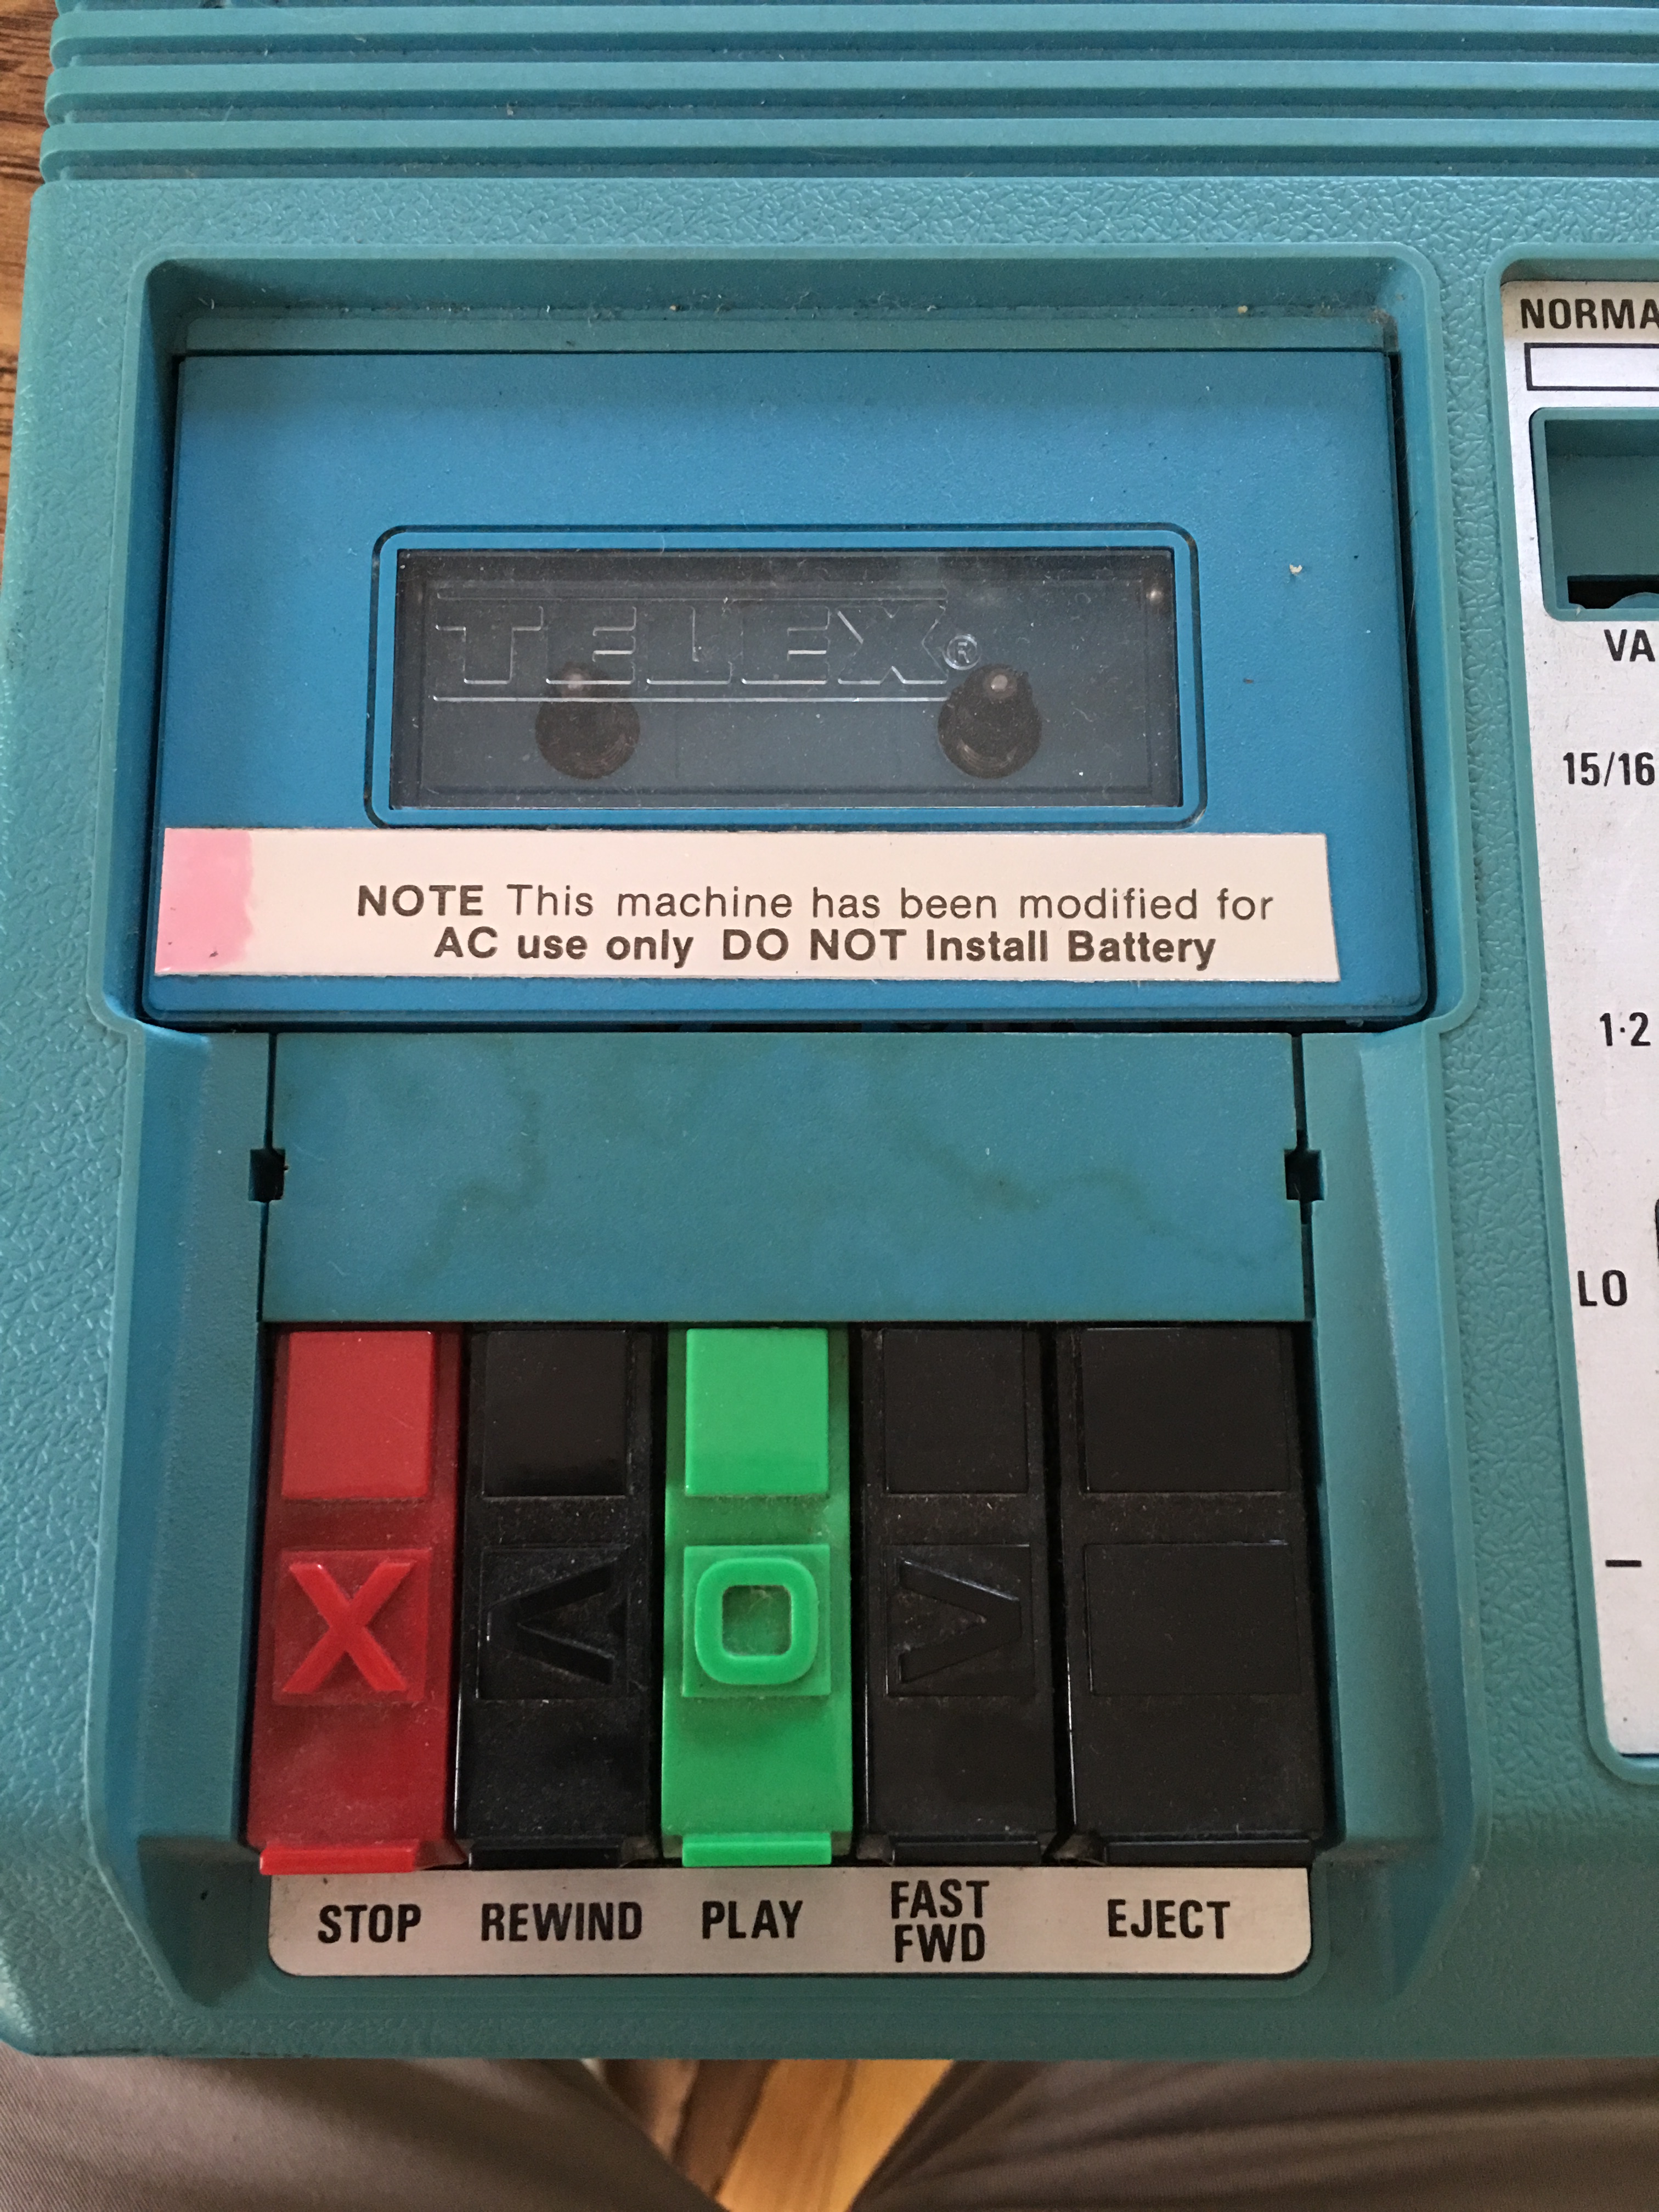 TELEX®
NOTE This machine has been modified for
AC use only DO NOT Install Battery
NORMA
VA
15/16
1·2
LO
X < O >
STOP REWIND PLAY FAST FWD EJECT